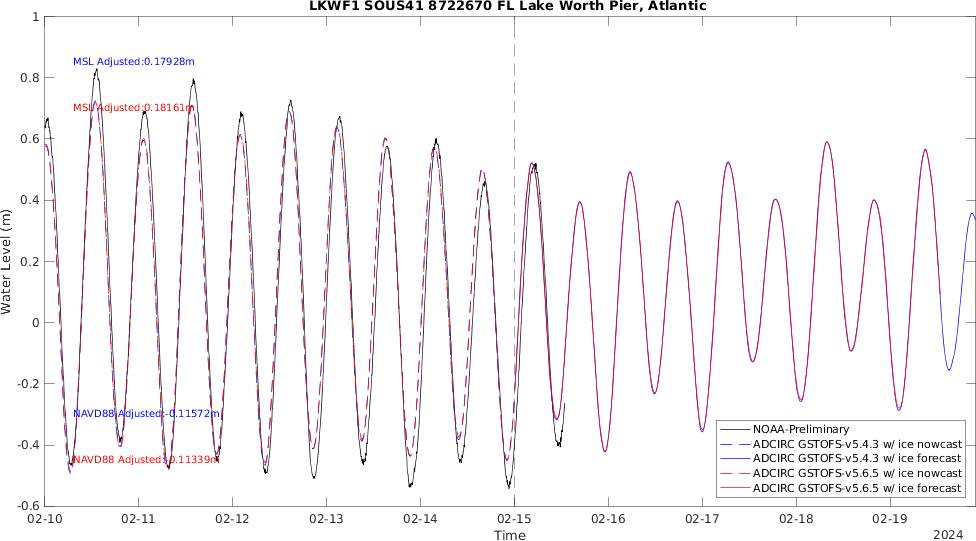 LKWF1 SOUS41 8722670 FL Lake Worth Pier, Atlantic
Water Level (m)
1
0.8
0.6
0.4
0.2
0
-0.2
-0.4
-0.6
MSL Adjusted:0.17928m
MSL Adjusted:0.18161m
NAVD88 Adjusted:-0.11572m
NAVD88 Adjusted:-0.11339m
NOAA-Preliminary
ADCIRC GSTOFS-v5.4.3 w/ ice nowcast
ADCIRC GSTOFS-v5.4.3 w/ ice forecast
ADCIRC GSTOFS-v5.6.5 w/ ice nowcast
ADCIRC GSTOFS-v5.6.5 w/ ice forecast
02-10 02-11 02-12 02-13 02-14 02-15 02-16 02-17 02-18 02-19
Time
2024